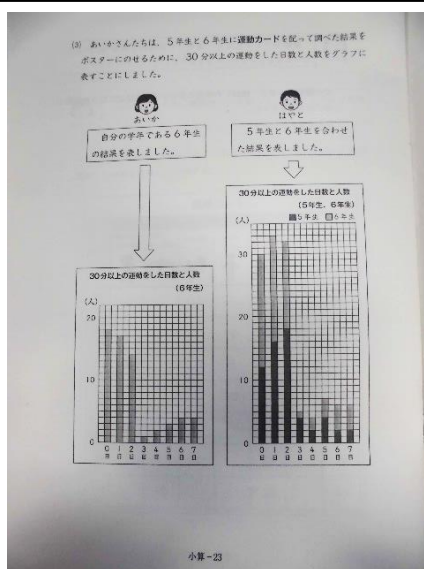 (3) あいかさんたちは、5年生と6年生に運動カードを配って調べた結果を
ポスターにのせるために、30分以上の運動をした日数と人数をグラフに
表すことにしました。
あいか
自分の学年である6年生
の結果を表しました。
はやと
5年生と6年生を合わせ
た結果を表しました。
30分以上の運動をした日数と人数
(6年生)
(人)
20
10
0
0日 1日 2日 3日 4日 5日 6日 7日
30分以上の運動をした日数と人数
(5年生、6年生)
(人) 5年生 6年生
30
20
10
0
0日 1日 2日 3日 4日 5日 6日 7日
小算-23